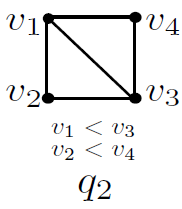 v₁ v₄
v₂ v₃
v₁ < v₃
v₂ < v₄
q₂